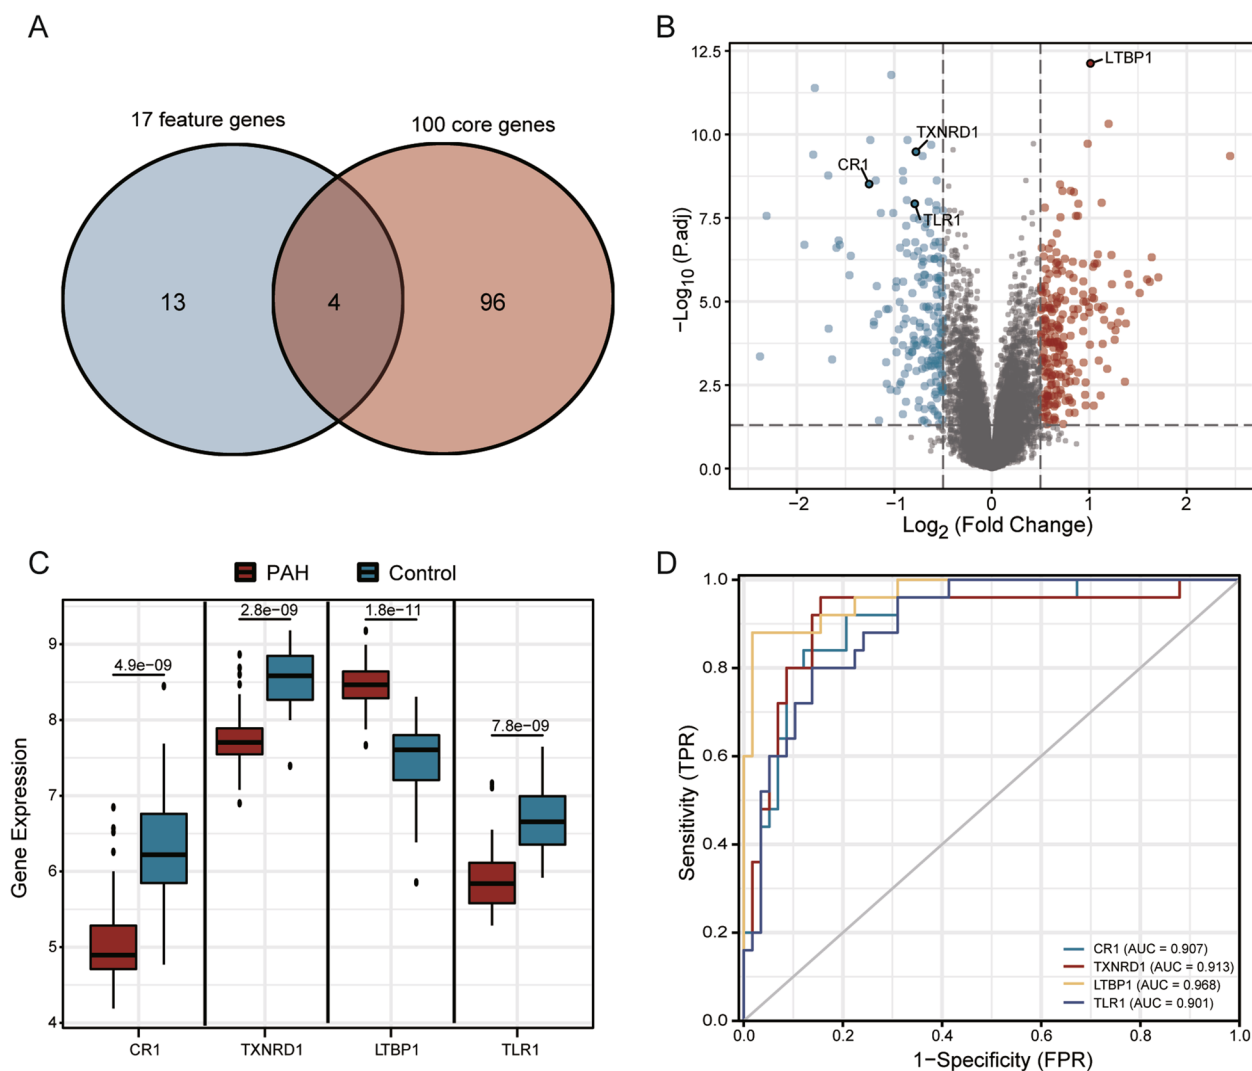 A
17 feature genes
100 core genes
13
4
96
B
12.5
10.0
7.5
5.0
2.5
0.0
−Log10 (P.adj)
LTBP1
TXNRD1
CR1
TLR1
−2
−1
0
1
2
Log2 (Fold Change)
C
PAH
Control
Gene Expression
9
8
7
6
5
4
4.9e−09
2.8e−09
1.8e−11
7.8e−09
CR1
TXNRD1
LTBP1
TLR1
D
Sensitivity (TPR)
1.0
0.8
0.6
0.4
0.2
0.0
CR1 (AUC = 0.907)
TXNRD1 (AUC = 0.913)
LTBP1 (AUC = 0.968)
TLR1 (AUC = 0.901)
0.0
0.2
0.4
0.6
0.8
1.0
1−Specificity (FPR)